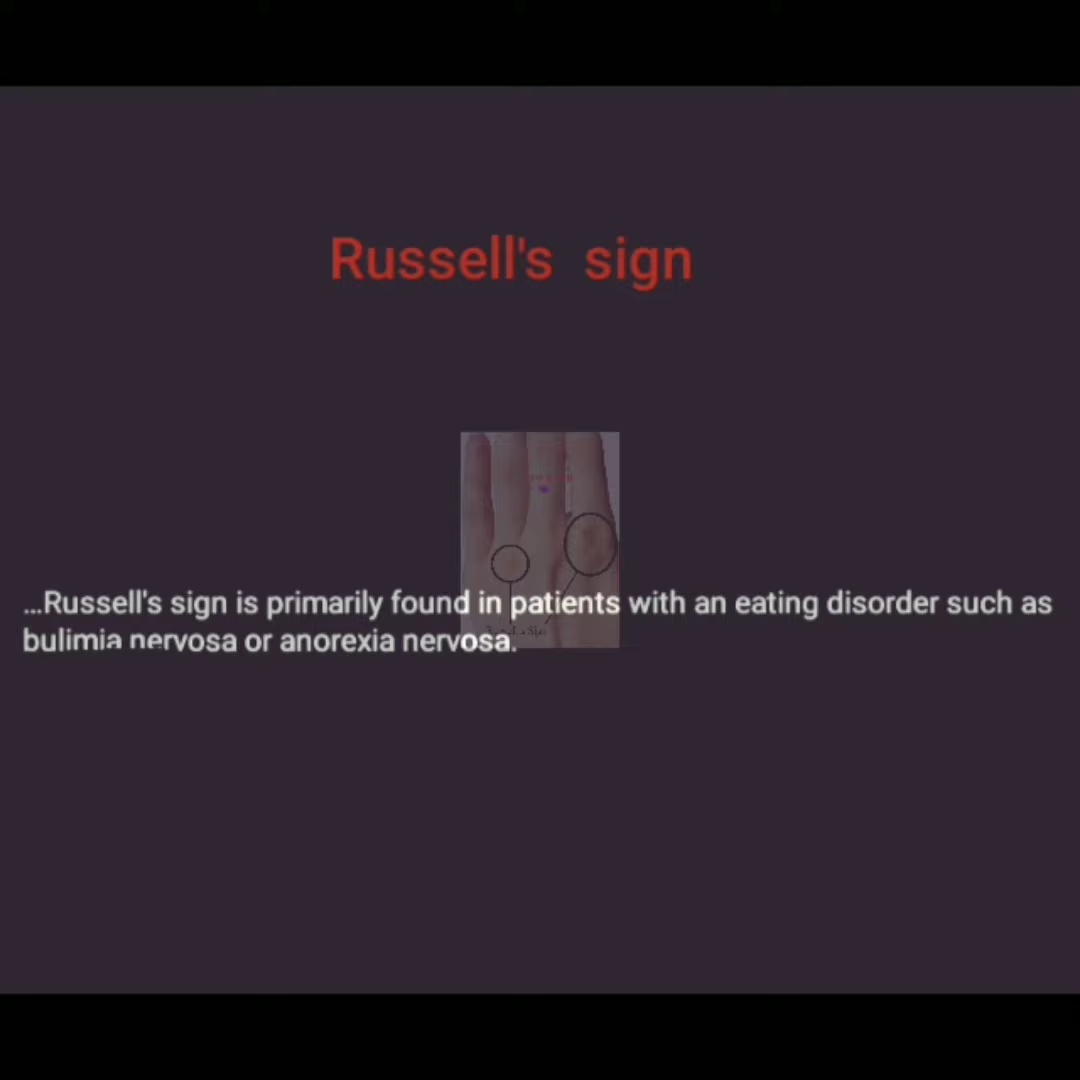 Russell's sign
...Russell's sign is primarily found in patients with an eating disorder such as
bulimia nervosa or anorexia nervosa.